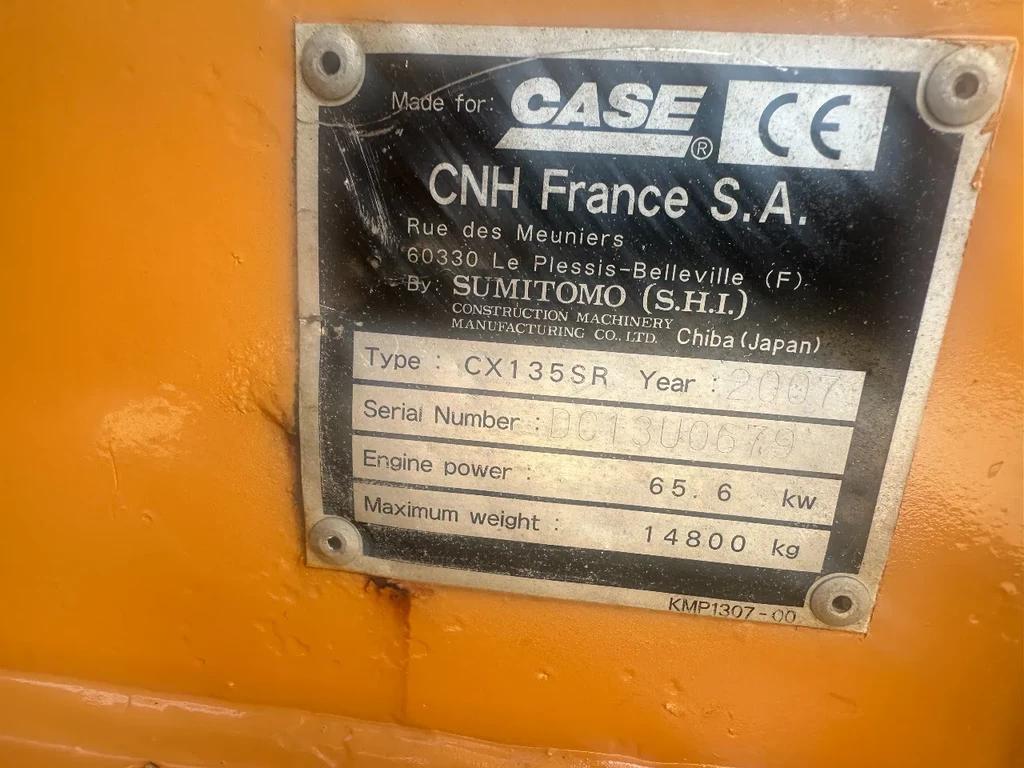 Made for: CASE ® CE
CNH France S.A.
Rue des Meuniers
60330 Le Plessis-Belleville (F)
By: SUMITOMO (S.H.I.)
CONSTRUCTION MACHINERY
MANUFACTURING CO., LTD. Chiba (Japan)
Type : CX135SR Year : 2007
Serial Number : DC13U0679
Engine power : 65.6 kw
Maximum weight : 14800 kg
KMP1307-00